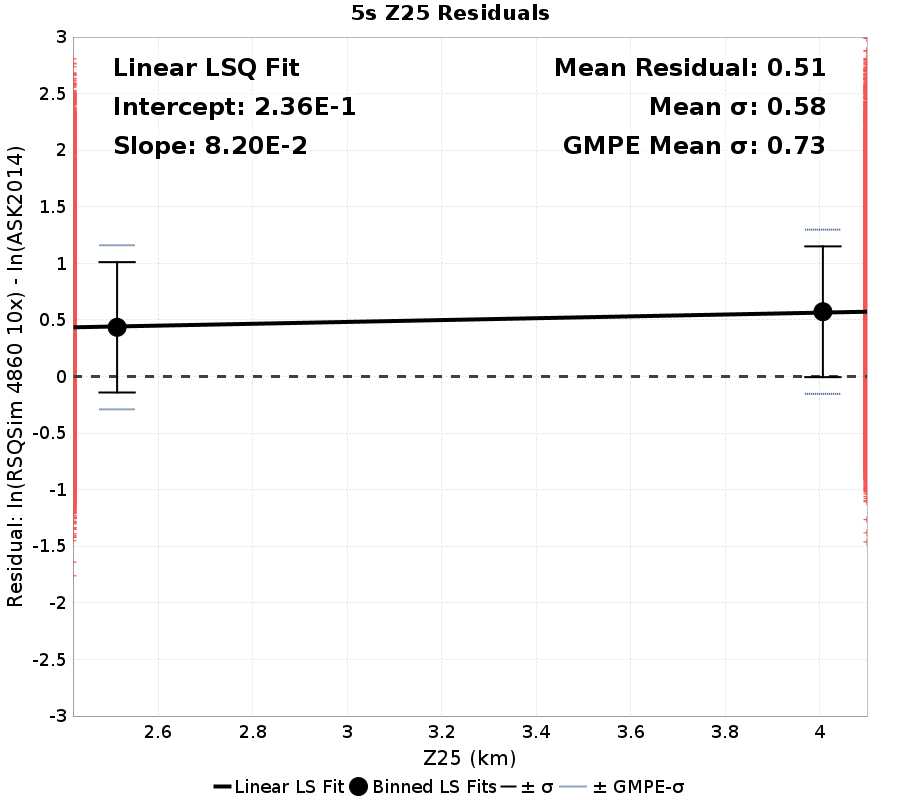 5s Z25 Residuals
Linear LSQ Fit
Intercept: 2.36E-1
Slope: 8.20E-2
Mean Residual: 0.51
Mean σ: 0.58
GMPE Mean σ: 0.73
Residual: ln(RSQSim 4860 10x) - ln(ASK2014)
3
2.5
2
1.5
1
0.5
0
-0.5
-1
-1.5
-2
-2.5
-3
2.6 2.8 3 3.2 3.4 3.6 3.8 4
Z25 (km)
Linear LS Fit Binned LS Fits ± σ ± GMPE-σ